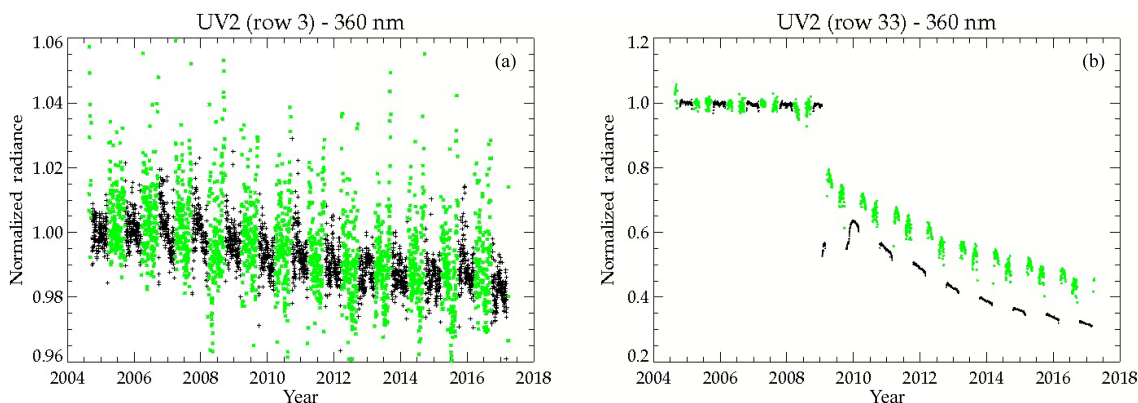 UV2 (row 3) - 360 nm
1.06
(a)
1.04
1.02
1.00
0.98
0.96
Normalized radiance
2004 2006 2008 2010 2012 2014 2016 2018
Year
UV2 (row 33) - 360 nm
1.2
(b)
1.0
0.8
0.6
0.4
0.2
Normalized radiance
2004 2006 2008 2010 2012 2014 2016 2018
Year